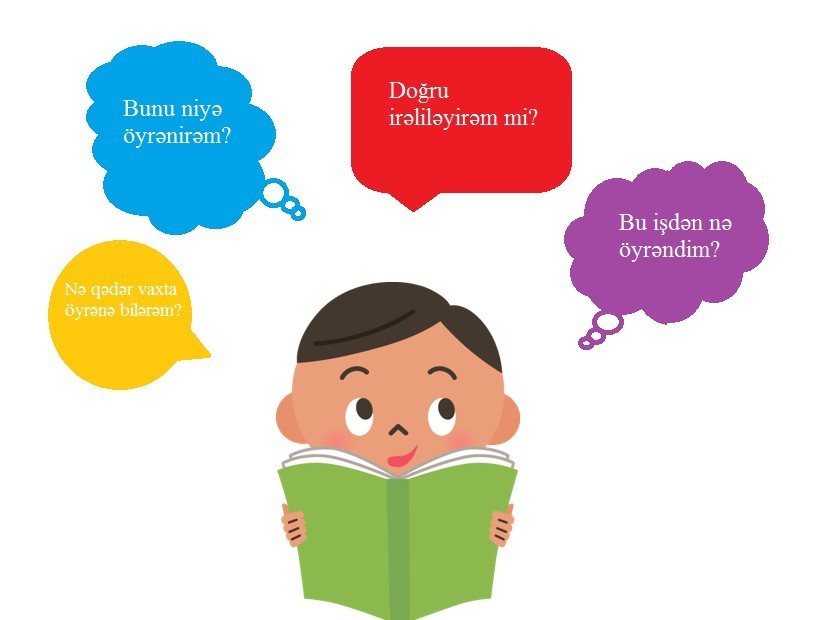 Bunu niyə
öyrənirəm?
Doğru
irəliləyirəm mi?
Bu işdən nə
öyrəndim?
Nə qədər vaxta
öyrənə bilərəm?